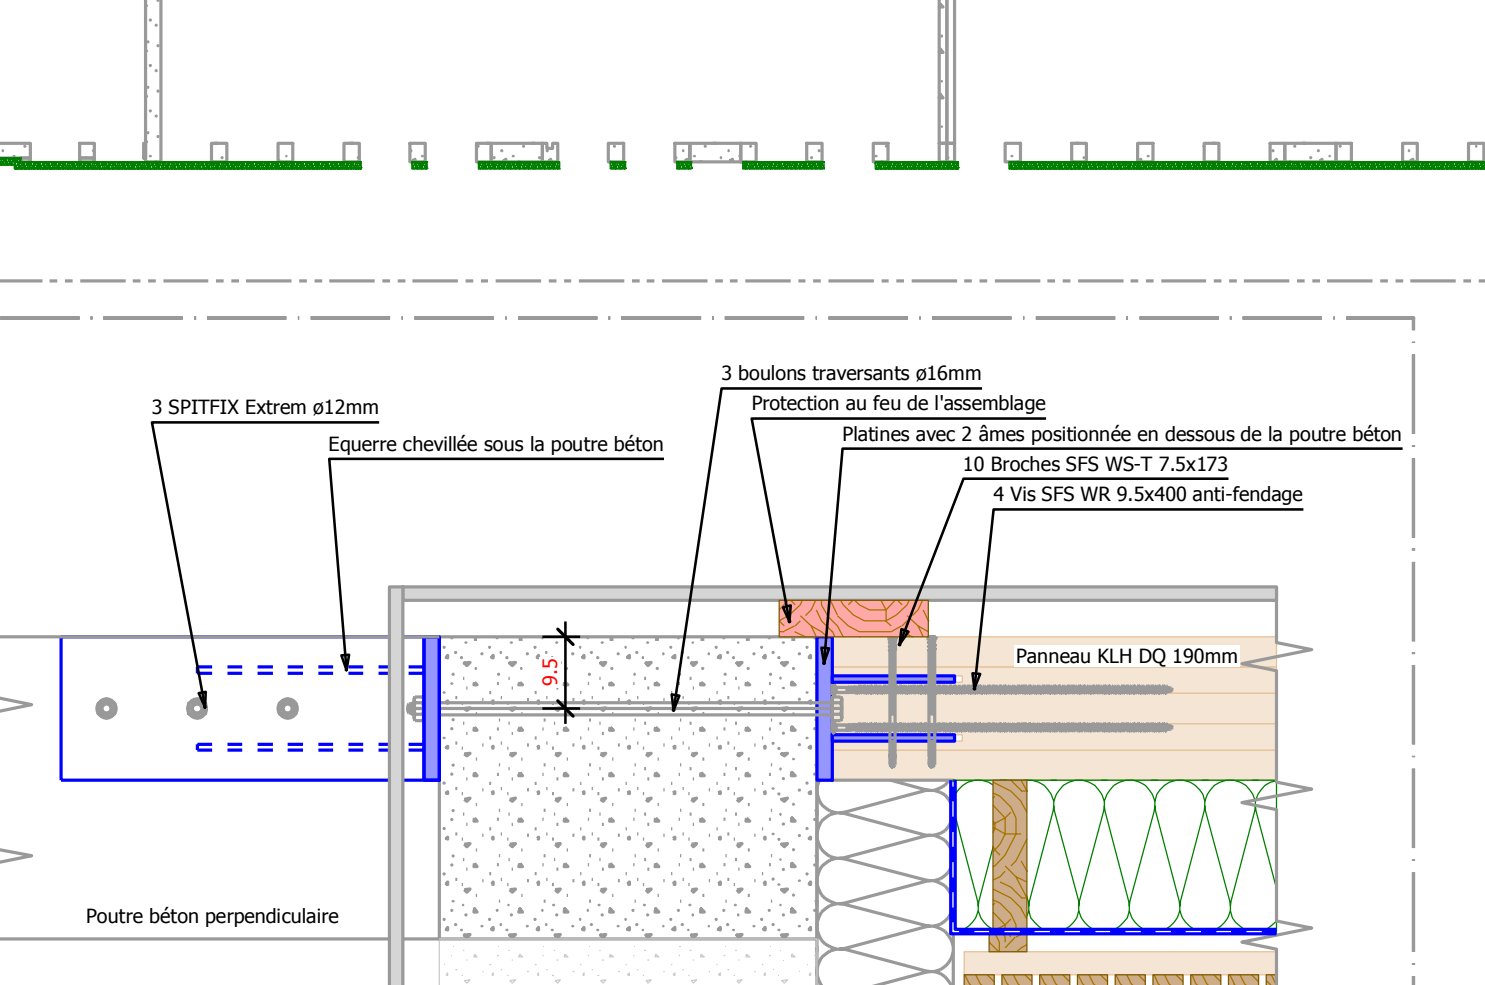 3 boulons traversants ø16mm
3 SPITFIX Extrem ø12mm
Protection au feu de l'assemblage
Equerre chevillée sous la poutre béton
Platines avec 2 âmes positionnée en dessous de la poutre béton
10 Broches SFS WS-T 7.5x173
4 Vis SFS WR 9.5x400 anti-fendage
9.5
Panneau KLH DQ 190mm
Poutre béton perpendiculaire